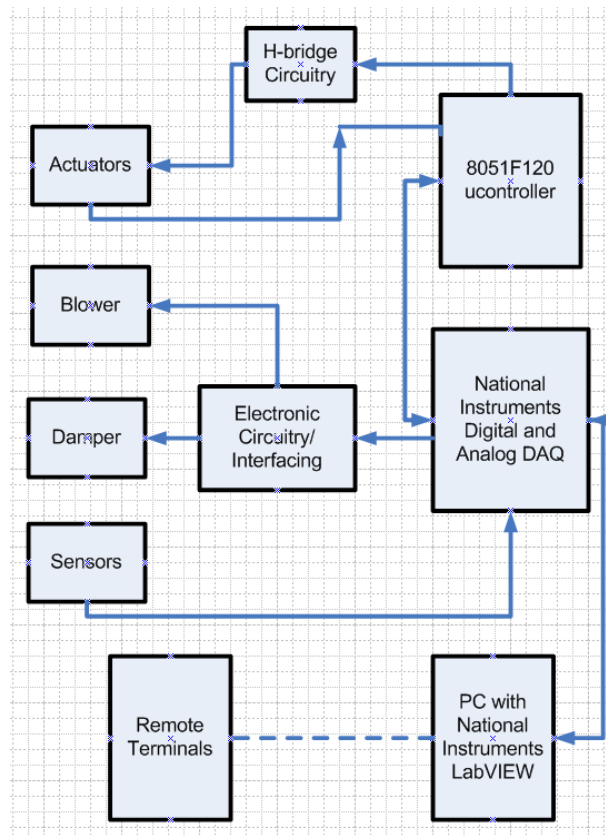 H-bridge
Circuitry
Actuators
8051F120
ucontroller
Blower
National
Instruments
Digital and
Analog DAQ
Electronic
Circuitry/
Interfacing
Damper
Sensors
Remote
Terminals
PC with
National
Instruments
LabVIEW